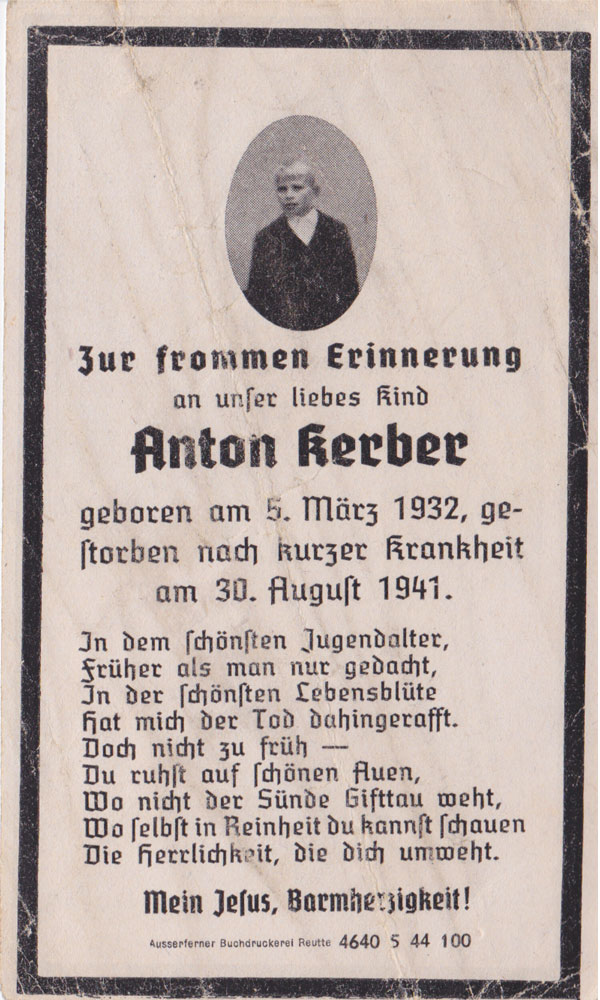 Zur frommen Erinnerung
an unser liebes Kind
Anton Kerber
geboren am 5. März 1932, ge-
storben nach kurzer Krankheit
am 30. August 1941.
In dem schönsten Jugendalter,
Früher als man nur gedacht,
In der schönsten Lebensblüte
Hat mich der Tod dahingerafft.
Doch nicht zu früh —
Du ruhst auf schönen Auen,
Wo nicht der Sünde Gifttau weht,
Wo selbst in Reinheit du kannst schauen
Die Herrlichkeit, die dich umweht.
Mein Jesus, Barmherzigkeit!
Ausserferner Buchdruckerei Reutte 4640 5 44 100